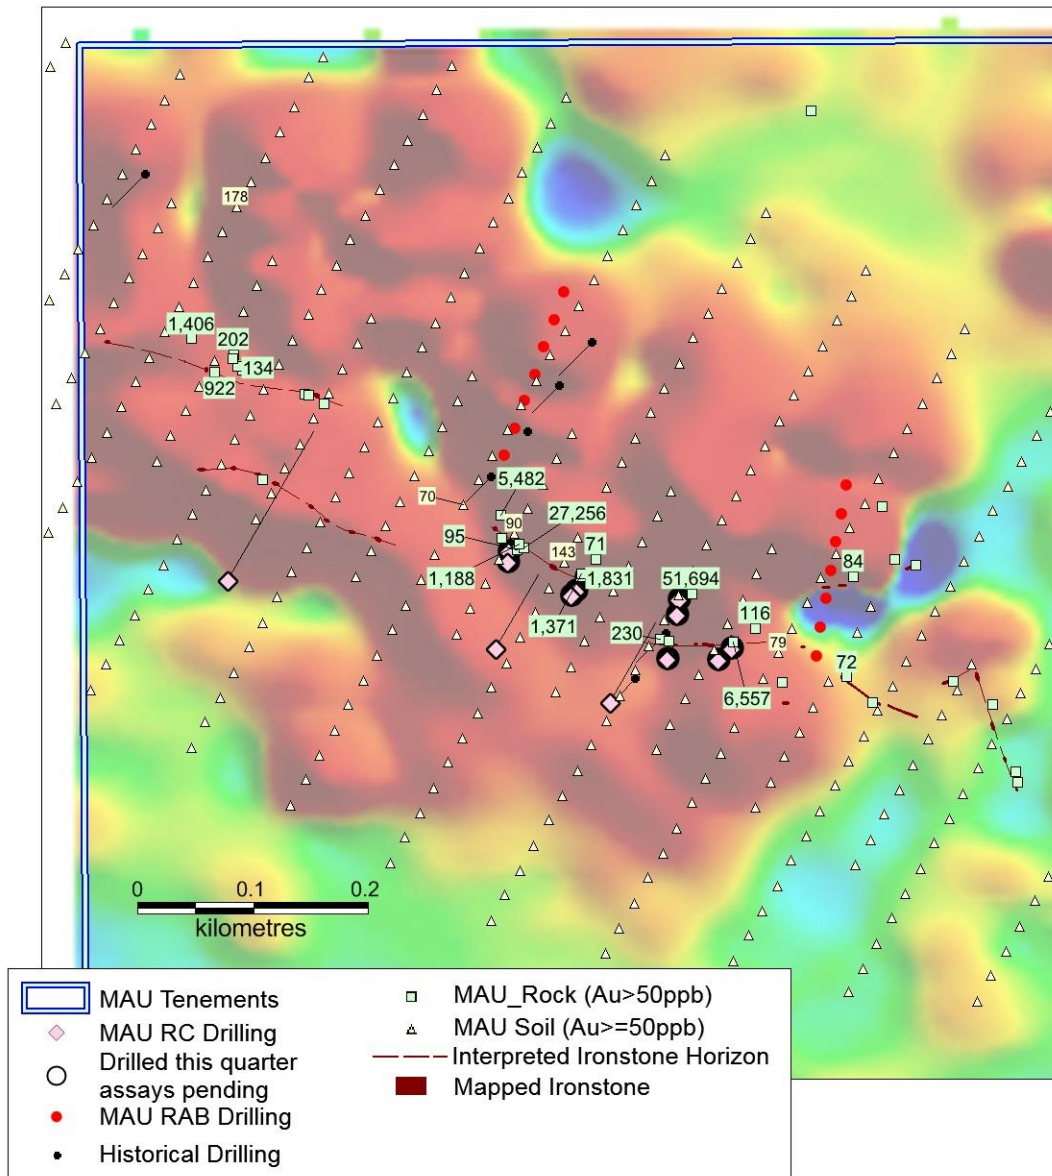 178
1,406
202
134
922
5,482
70
90
27,256
95
143
71
1,188
1,831
51,694
84
1,371
116
230
79
72
6,557
0 0.1 0.2
kilometres
MAU Tenements
MAU RC Drilling
Drilled this quarter
assays pending
MAU RAB Drilling
Historical Drilling
MAU_Rock (Au>50ppb)
MAU Soil (Au>=50ppb)
Interpreted Ironstone Horizon
Mapped Ironstone